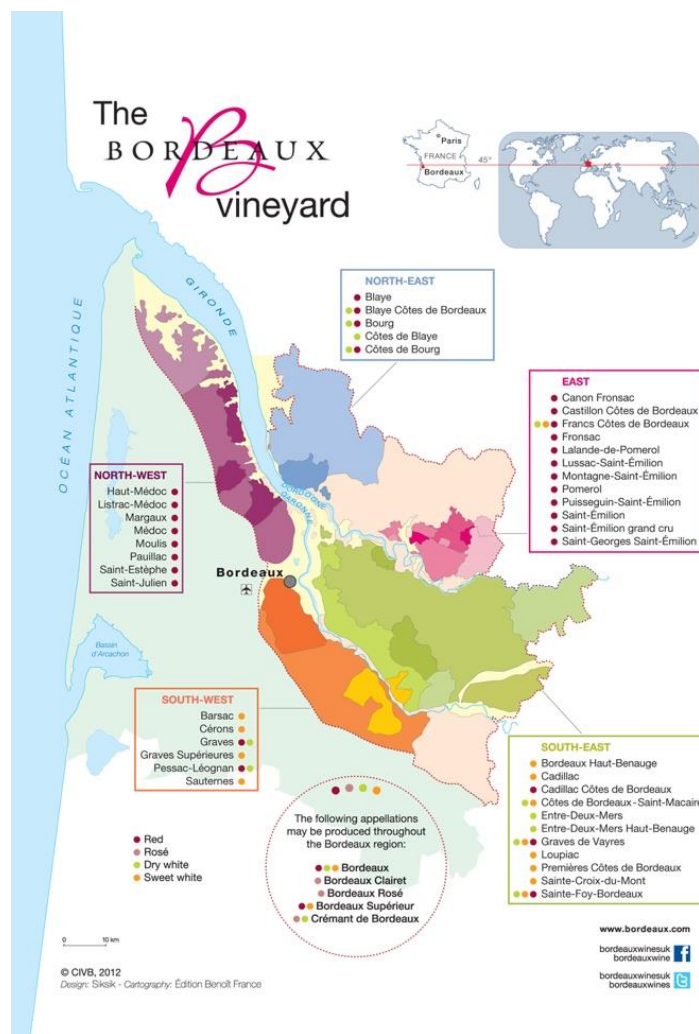 The
BORDEAUX
B
vineyard
Paris
FRANCE
Bordeaux
45°
OCÉAN ATLANTIQUE
GIRONDE
DORDOGNE
GARONNE
Bordeaux
Bassin
d'Arcachon
NORTH-EAST
Blaye
Blaye Côtes de Bordeaux
Bourg
Côtes de Blaye
Côtes de Bourg
EAST
Canon Fronsac
Castillon Côtes de Bordeaux
Francs Côtes de Bordeaux
Fronsac
Lalande-de-Pomerol
Lussac-Saint-Émilion
Montagne-Saint-Émilion
Pomerol
Puisseguin-Saint-Émilion
Saint-Émilion
Saint-Émilion grand cru
Saint-Georges Saint-Émilion
NORTH-WEST
Haut-Médoc
Listrac-Médoc
Margaux
Médoc
Moulis
Pauillac
Saint-Estèphe
Saint-Julien
SOUTH-WEST
Barsac
Cérons
Graves
Graves Supérieures
Pessac-Léognan
Sauternes
SOUTH-EAST
Bordeaux Haut-Benauge
Cadillac
Cadillac Côtes de Bordeaux
Côtes de Bordeaux-Saint-Macaire
Entre-Deux-Mers
Entre-Deux-Mers Haut-Benauge
Graves de Vayres
Loupiac
Premières Côtes de Bordeaux
Sainte-Croix-du-Mont
Sainte-Foy-Bordeaux
Red
Rosé
Dry white
Sweet white
The following appellations
may be produced throughout
the Bordeaux region:
Bordeaux
Bordeaux Clairet
Bordeaux Rosé
Bordeaux Supérieur
Crémant de Bordeaux
0 10 km
© CIVB, 2012
Design: Siksik - Cartography: Édition Benoît France
www.bordeaux.com
bordeauxwinesuk
bordeauxwine
f
bordeauxwinesuk
bordeauxwines
t